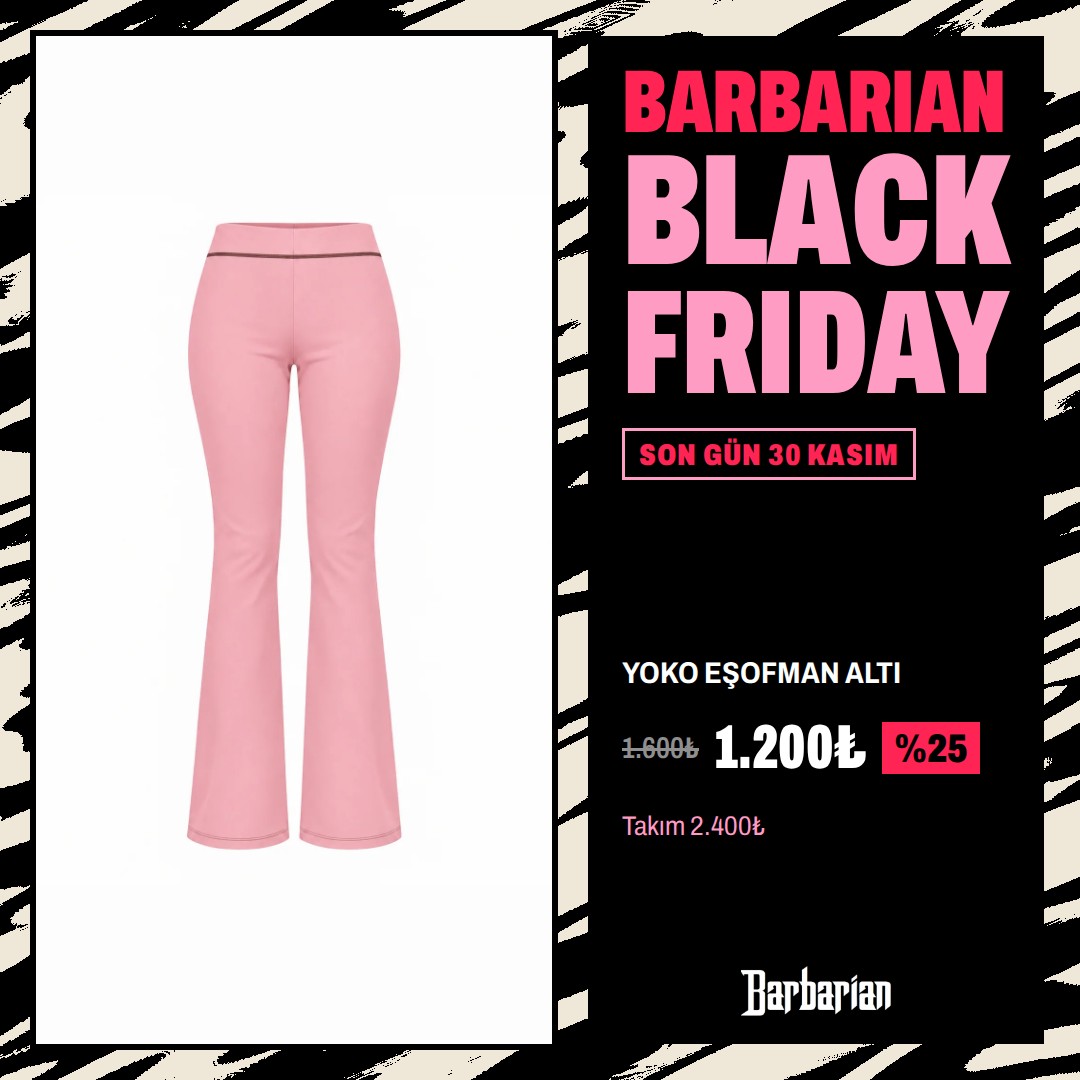 BARBARIAN
BLACK
FRIDAY
SON GÜN 30 KASIM
YOKO EŞOFMAN ALTI
1.600₺ 1.200₺ %25
Takım 2.400₺
Barbarian